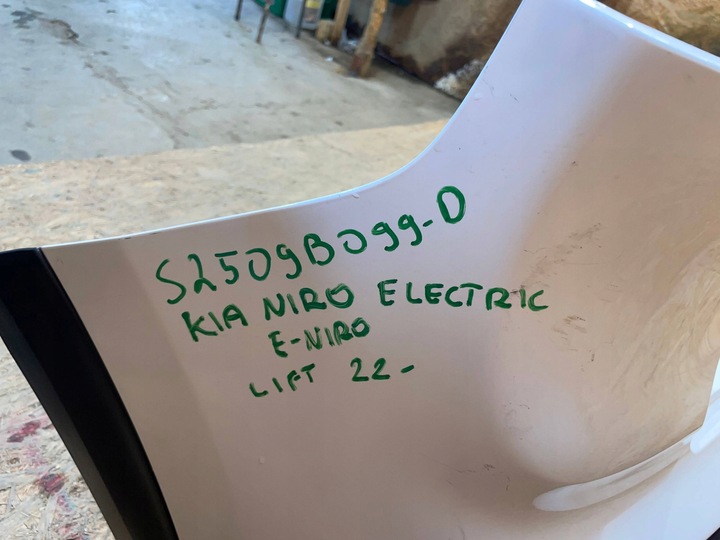 S2509B099-D
KIA NIRO ELECTRIC
E-NIRO
LIFT 22-